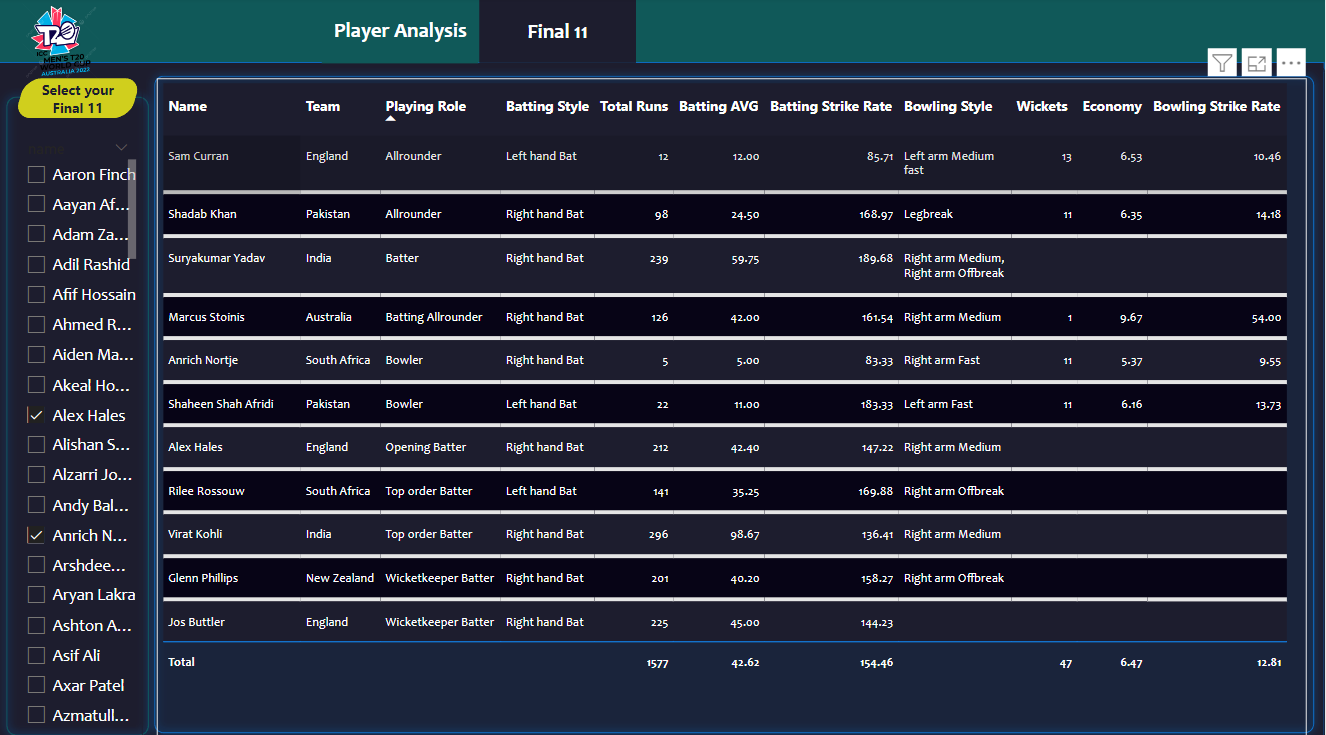 Player Analysis
Final 11
T20
ICC
MEN'S T20
WORLD CUP
AUSTRALIA 2022
Select your
Final 11
Aaron Finch
Aayan Af...
Adam Za...
Adil Rashid
Afif Hossain
Ahmed R...
Aiden Ma...
Akeal Ho...
Alex Hales
Alishan S...
Alzarri Jo...
Andy Bal...
Anrich N...
Arshdee...
Aryan Lakra
Ashton A...
Asif Ali
Axar Patel
Azmatull...
Name Team Playing Role Batting Style Total Runs Batting AVG Batting Strike Rate Bowling Style Wickets Economy Bowling Strike Rate
Sam Curran England Allrounder Left hand Bat 12 12.00 85.71 Left arm Medium 13 6.53 10.46
fast
Shadab Khan Pakistan Allrounder Right hand Bat 98 24.50 168.97 Legbreak 11 6.35 14.18
Suryakumar Yadav India Batter Right hand Bat 239 59.75 189.68 Right arm Medium,
Right arm Offbreak
Marcus Stoinis Australia Batting Allrounder Right hand Bat 126 42.00 161.54 Right arm Medium 1 9.67 54.00
Anrich Nortje South Africa Bowler Right hand Bat 5 5.00 83.33 Right arm Fast 11 5.37 9.55
Shaheen Shah Afridi Pakistan Bowler Left hand Bat 22 11.00 183.33 Left arm Fast 11 6.16 13.73
Alex Hales England Opening Batter Right hand Bat 212 42.40 147.22 Right arm Medium
Rilee Rossouw South Africa Top order Batter Left hand Bat 141 35.25 169.88 Right arm Offbreak
Virat Kohli India Top order Batter Right hand Bat 296 98.67 136.41 Right arm Medium
Glenn Phillips New Zealand Wicketkeeper Batter Right hand Bat 201 40.20 158.27 Right arm Offbreak
Jos Buttler England Wicketkeeper Batter Right hand Bat 225 45.00 144.23
Total 1577 42.62 154.46 47 6.47 12.81